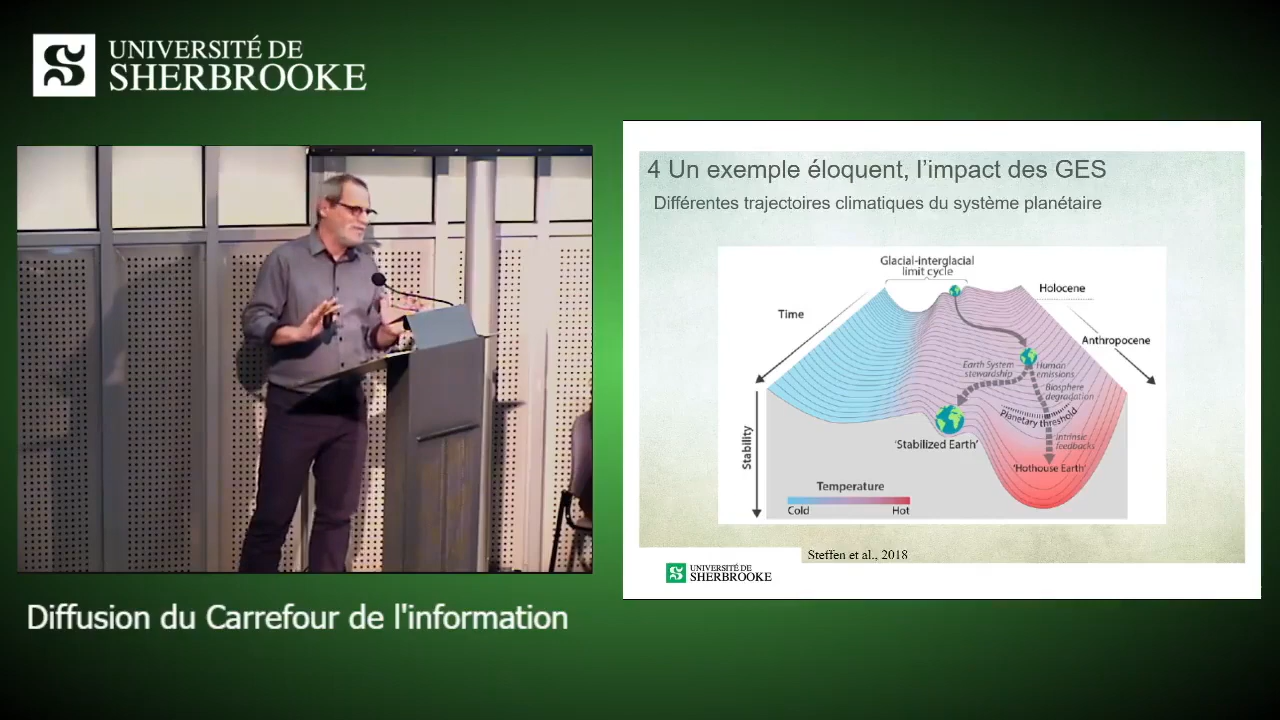 UNIVERSITÉ DE
SHERBROOKE
4 Un exemple éloquent, l'impact des GES
Différentes trajectoires climatiques du système planétaire
Glacial-interglacial
limit cycle
Holocene
Time
Anthropocene
Earth System
stewardship
Human
emissions
Biosphere
degradation
Planetary threshold
Intrinsic
feedbacks
Stability
'Stabilized Earth'
'Hothouse Earth'
Temperature
Cold
Hot
Steffen et al., 2018
UNIVERSITÉ DE
SHERBROOKE
Diffusion du Carrefour de l'information